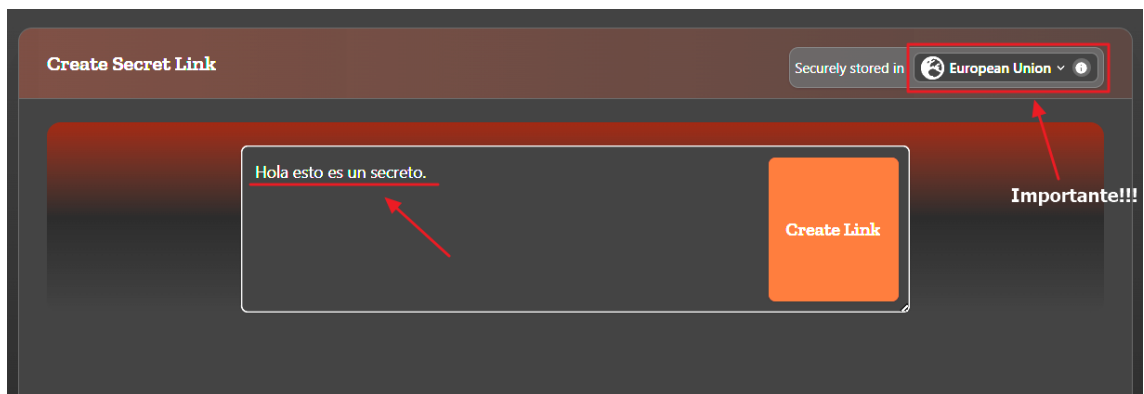 Create Secret Link
Securely stored in European Union
Hola esto es un secreto.
Create Link
Importante!!!